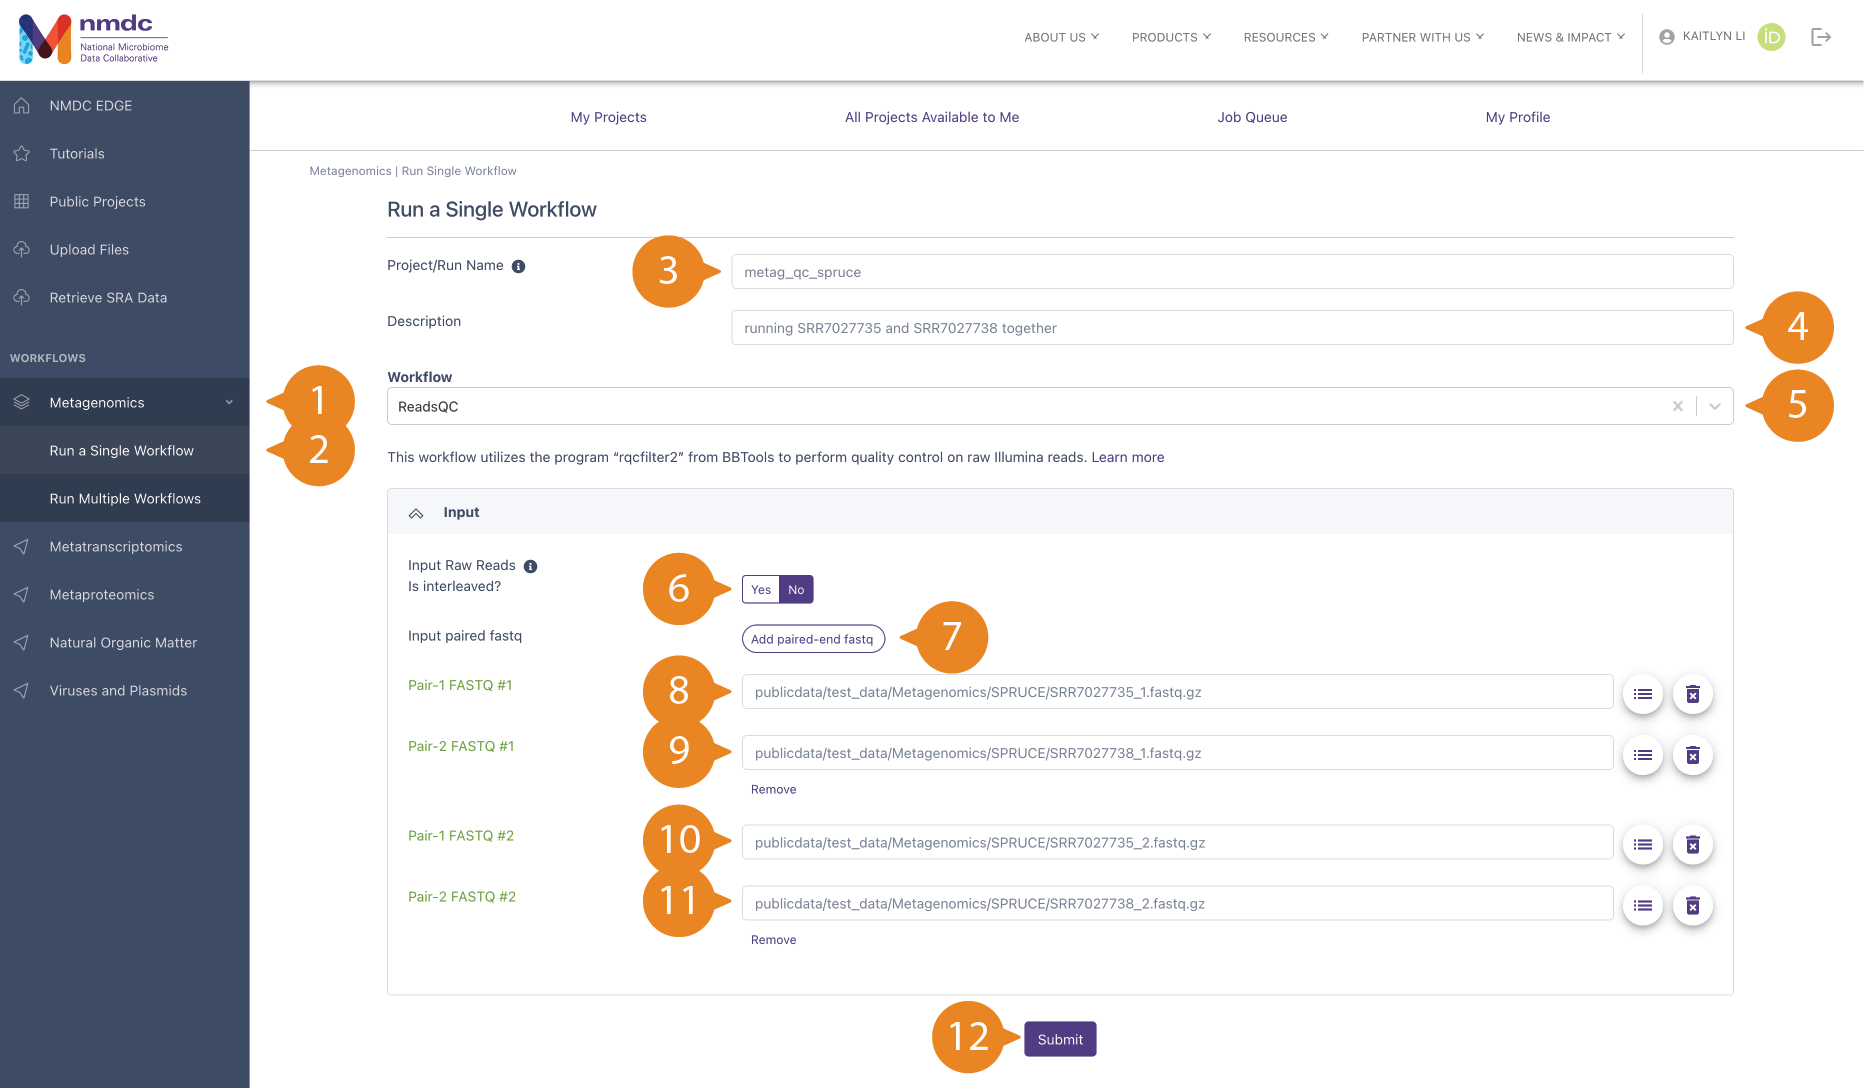 nmdc
National Microbiome
Data Collaborative
ABOUT US
PRODUCTS
RESOURCES
PARTNER WITH US
NEWS & IMPACT
KAITLYN LI
iD
NMDC EDGE
Tutorials
Public Projects
Upload Files
Retrieve SRA Data
WORKFLOWS
Metagenomics
1
Run a Single Workflow
2
Run Multiple Workflows
Metatranscriptomics
Metaproteomics
Natural Organic Matter
Viruses and Plasmids
My Projects
All Projects Available to Me
Job Queue
My Profile
Metagenomics | Run Single Workflow
Run a Single Workflow
Project/Run Name
3
metag_qc_spruce
Description
running SRR7027735 and SRR7027738 together
4
Workflow
ReadsQC
5
This workflow utilizes the program “rqcfilter2” from BBTools to perform quality control on raw Illumina reads. Learn more
Input
Input Raw Reads
Is interleaved?
6
Yes No
Input paired fastq
Add paired-end fastq
7
Pair-1 FASTQ #1
8
publicdata/test_data/Metagenomics/SPRUCE/SRR7027735_1.fastq.gz
Pair-2 FASTQ #1
9
publicdata/test_data/Metagenomics/SPRUCE/SRR7027738_1.fastq.gz
Remove
Pair-1 FASTQ #2
10
publicdata/test_data/Metagenomics/SPRUCE/SRR7027735_2.fastq.gz
Pair-2 FASTQ #2
11
publicdata/test_data/Metagenomics/SPRUCE/SRR7027738_2.fastq.gz
Remove
12
Submit